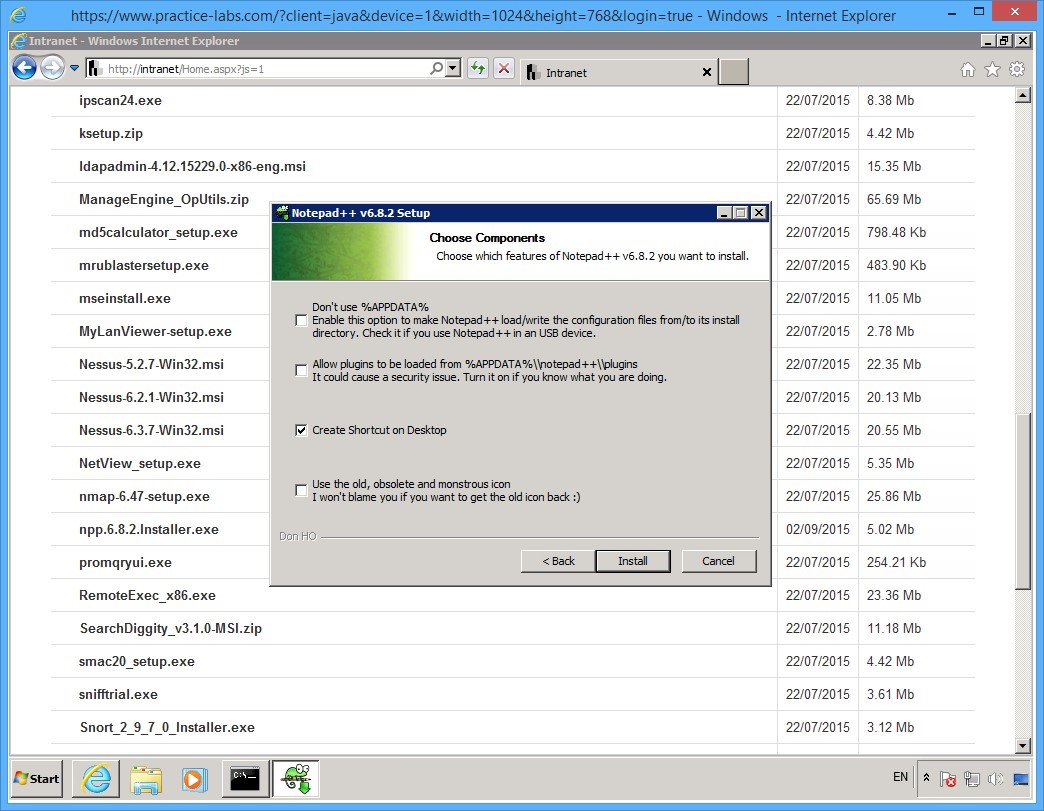 https://www.practice-labs.com/?client=java&device=1&width=1024&height=768&login=true - Windows - Internet Explorer
Intranet - Windows Internet Explorer
http://intranet/Home.aspx?js=1
Intranet
ipscan24.exe 22/07/2015 8.38 Mb
ksetup.zip 22/07/2015 4.42 Mb
ldapadmin-4.12.15229.0-x86-eng.msi 22/07/2015 15.35 Mb
ManageEngine_OpUtils.zip 22/07/2015 65.69 Mb
md5calculator_setup.exe 22/07/2015 798.48 Kb
mrublastersetup.exe 22/07/2015 483.90 Kb
mseinstall.exe 22/07/2015 11.05 Mb
MyLanViewer-setup.exe 22/07/2015 2.78 Mb
Nessus-5.2.7-Win32.msi 22/07/2015 22.35 Mb
Nessus-6.2.1-Win32.msi 22/07/2015 20.13 Mb
Nessus-6.3.7-Win32.msi 22/07/2015 20.55 Mb
NetView_setup.exe 22/07/2015 5.35 Mb
nmap-6.47-setup.exe 22/07/2015 25.86 Mb
npp.6.8.2.Installer.exe 02/09/2015 5.02 Mb
promqryui.exe 22/07/2015 254.21 Kb
RemoteExec_x86.exe 22/07/2015 23.36 Mb
SearchDiggity_v3.1.0-MSI.zip 22/07/2015 11.18 Mb
smac20_setup.exe 22/07/2015 4.42 Mb
snifftrial.exe 22/07/2015 3.61 Mb
Snort_2_9_7_0_Installer.exe 22/07/2015 3.12 Mb
Notepad++ v6.8.2 Setup
Choose Components
Choose which features of Notepad++ v6.8.2 you want to install.
Don't use %APPDATA%
Enable this option to make Notepad++ load/write the configuration files from/to its install
directory. Check it if you use Notepad++ in an USB device.
Allow plugins to be loaded from %APPDATA%\\notepad++\\plugins
It could cause a security issue. Turn it on if you know what you are doing.
Create Shortcut on Desktop
Use the old, obsolete and monstrous icon
I won't blame you if you want to get the old icon back :)
Don HO
< Back Install Cancel
Start C:\ EN